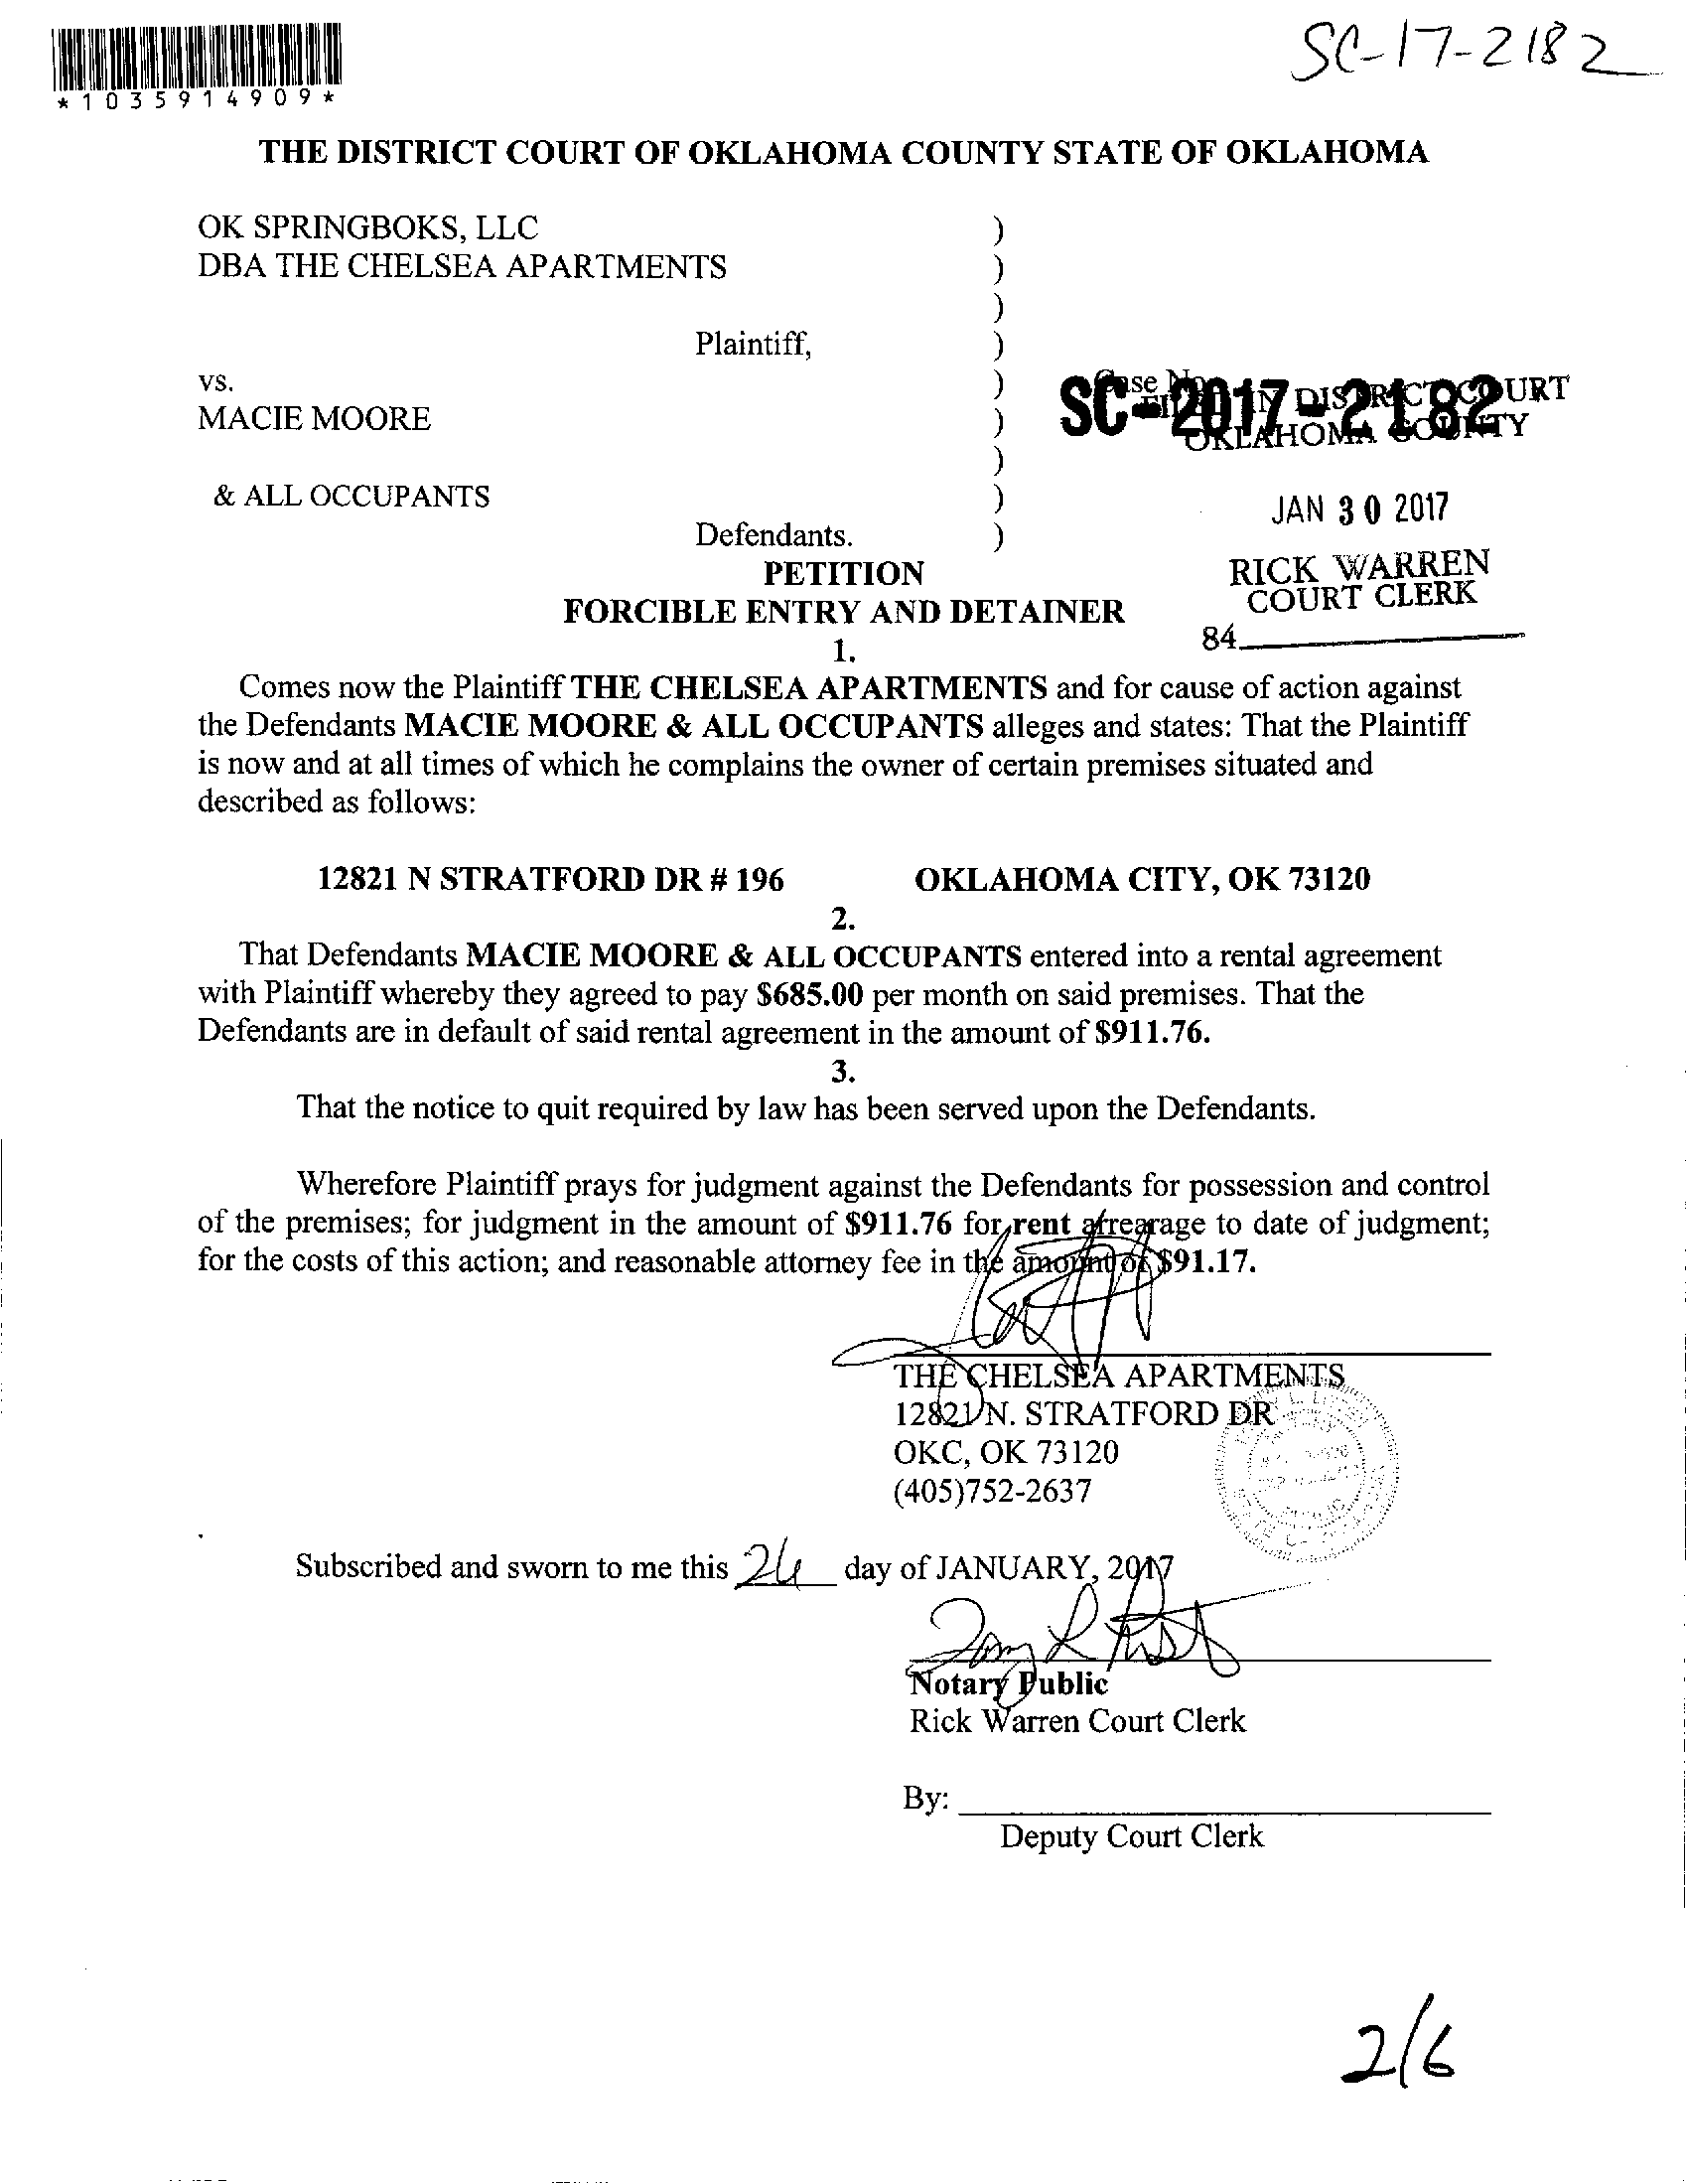 SC-17-2182
*1035914909*
THE DISTRICT COURT OF OKLAHOMA COUNTY STATE OF OKLAHOMA
OK SPRINGBOKS, LLC )
DBA THE CHELSEA APARTMENTS )
)
Plaintiff, )
vs. )
MACIE MOORE )
)
& ALL OCCUPANTS )
Defendants. )
Case No.
SC-2017-2182
FILED IN DISTRICT COURT
OKLAHOMA COUNTY
JAN 30 2017
RICK WARREN
COURT CLERK
84
PETITION
FORCIBLE ENTRY AND DETAINER
1.
Comes now the Plaintiff THE CHELSEA APARTMENTS and for cause of action against
the Defendants MACIE MOORE & ALL OCCUPANTS alleges and states: That the Plaintiff
is now and at all times of which he complains the owner of certain premises situated and
described as follows:
12821 N STRATFORD DR # 196 OKLAHOMA CITY, OK 73120
2.
That Defendants MACIE MOORE & ALL OCCUPANTS entered into a rental agreement
with Plaintiff whereby they agreed to pay $685.00 per month on said premises. That the
Defendants are in default of said rental agreement in the amount of $911.76.
3.
That the notice to quit required by law has been served upon the Defendants.
Wherefore Plaintiff prays for judgment against the Defendants for possession and control
of the premises; for judgment in the amount of $911.76 for rent afrearage to date of judgment;
for the costs of this action; and reasonable attorney fee in the amount of $91.17.
THE CHELSEA APARTMENTS
12821 N. STRATFORD DR
OKC, OK 73120
(405)752-2637
Subscribed and sworn to me this day of JANUARY, 2017
Notary Public
Rick Warren Court Clerk
By:
Deputy Court Clerk
2/6